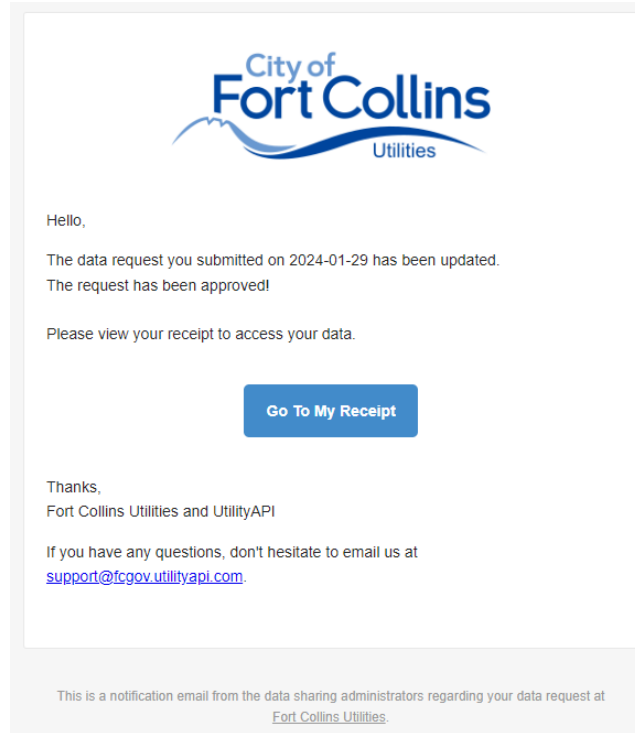 City of
Fort Collins
Utilities
Hello,
The data request you submitted on 2024-01-29 has been updated.
The request has been approved!
Please view your receipt to access your data.
Go To My Receipt
Thanks,
Fort Collins Utilities and UtilityAPI
If you have any questions, don't hesitate to email us at
support@fcgov.utilityapi.com.
This is a notification email from the data sharing administrators regarding your data request at
Fort Collins Utilities.